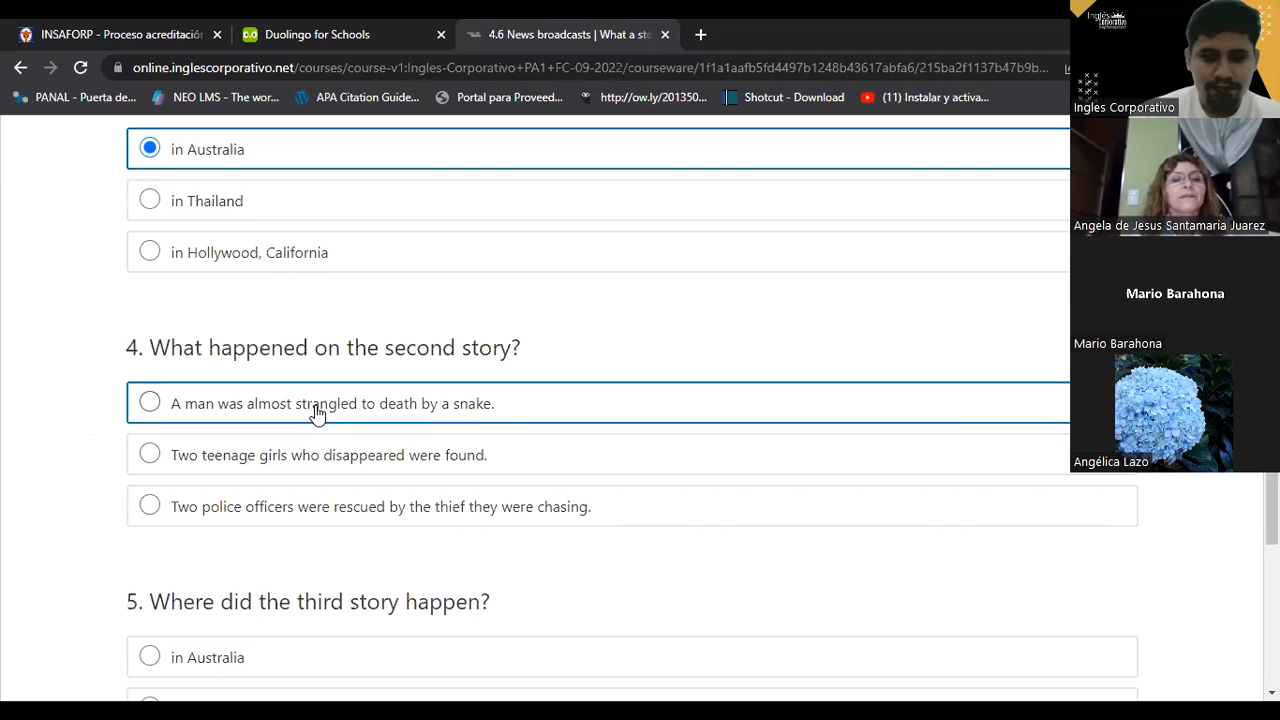 INSAFORP - Proceso acreditació
Duolingo for Schools
4.6 News broadcasts | What a sto
online.inglescorporativo.net/courses/course-v1:Ingles-Corporativo+PA1+FC-09-2022/courseware/1f1a1aafb5fd4497b1248b43617abfa6/215ba2f1137b47b9b...
PANAL - Puerta de...
NEO LMS - The wor...
APA Citation guide...
Portal para Proveed...
http://ow.ly/201350...
Shotcut - Download
(11) Instalar y activa...
in Australia
in Thailand
in Hollywood, California
4. What happened on the second story?
A man was almost strangled to death by a snake.
Two teenage girls who disappeared were found.
Two police officers were rescued by the thief they were chasing.
5. Where did the third story happen?
in Australia
Inglés
Corporativo
Ingles Corporativo
Angela de Jesus Santamaria Juarez
Mario Barahona
Mario Barahona
Angélica Lazo